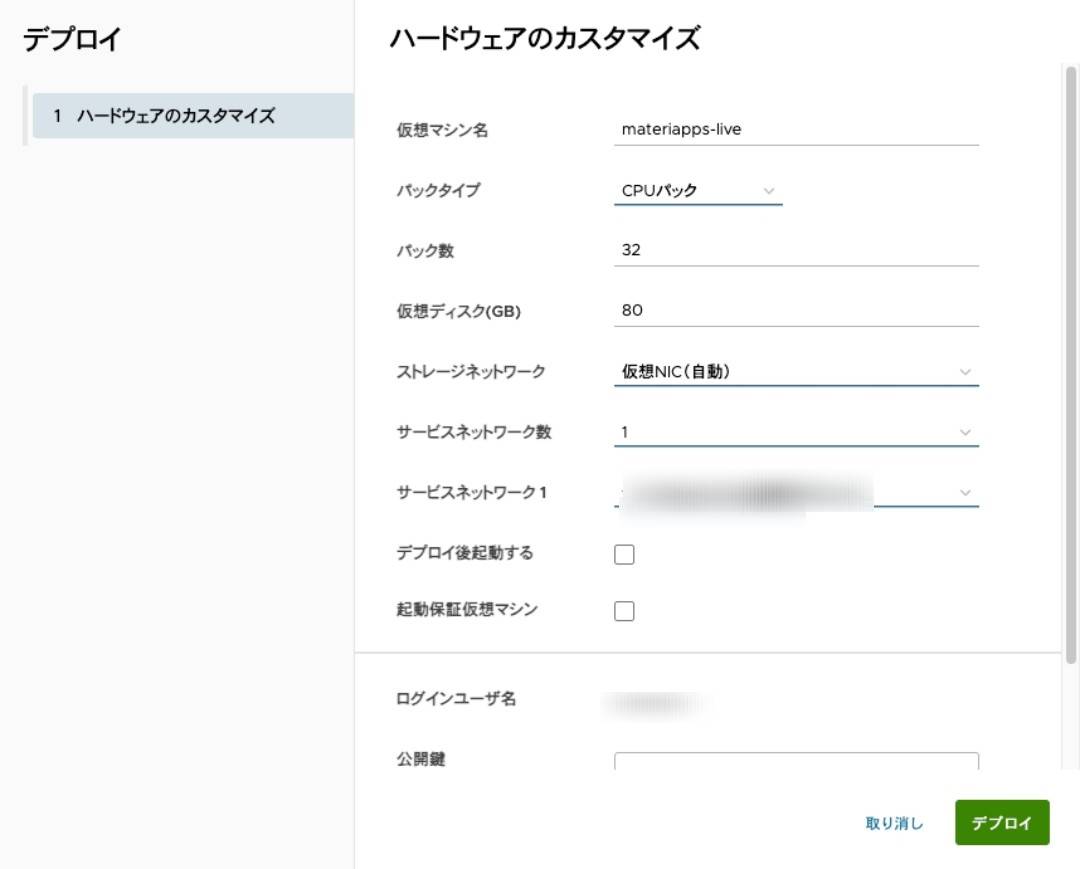 デプロイ
1 ハードウェアのカスタマイズ
ハードウェアのカスタマイズ
仮想マシン名 materiapps-live
パックタイプ CPUパック
パック数 32
仮想ディスク(GB) 80
ストレージネットワーク 仮想NIC(自動)
サービスネットワーク数 1
サービスネットワーク 1
デプロイ後起動する
起動保証仮想マシン
ログインユーザ名
公開鍵
取り消し デプロイ